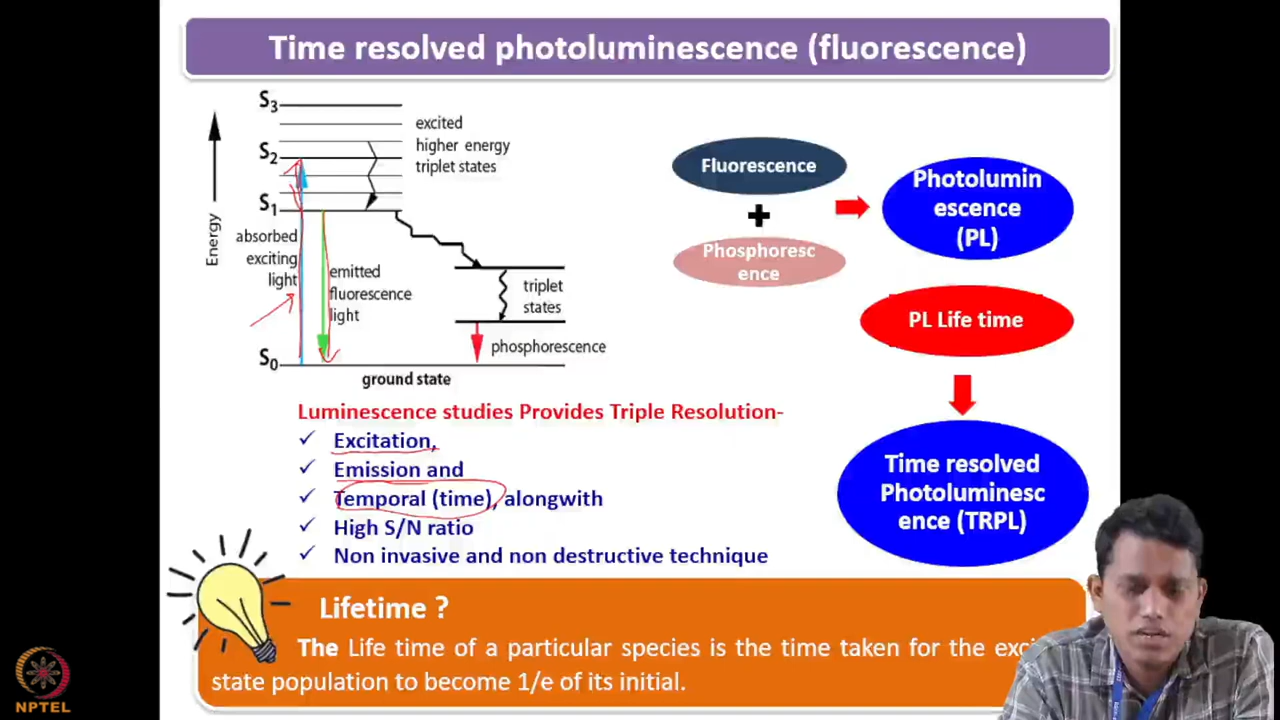 Time resolved photoluminescence (fluorescence)
S3
S2
S1
S0
Energy
excited
higher energy
triplet states
absorbed
exciting
light
emitted
fluorescence
light
triplet
states
phosphorescence
ground state
Fluorescence
+
Phosphoresc
ence
Photolumin
escence
(PL)
PL Life time
Time resolved
Photoluminesc
ence (TRPL)
Luminescence studies Provides Triple Resolution-
✓ Excitation,
✓ Emission and
✓ Temporal (time), alongwith
✓ High S/N ratio
✓ Non invasive and non destructive technique
Lifetime ?
The Life time of a particular species is the time taken for the
state population to become 1/e of its initial.
NPTEL